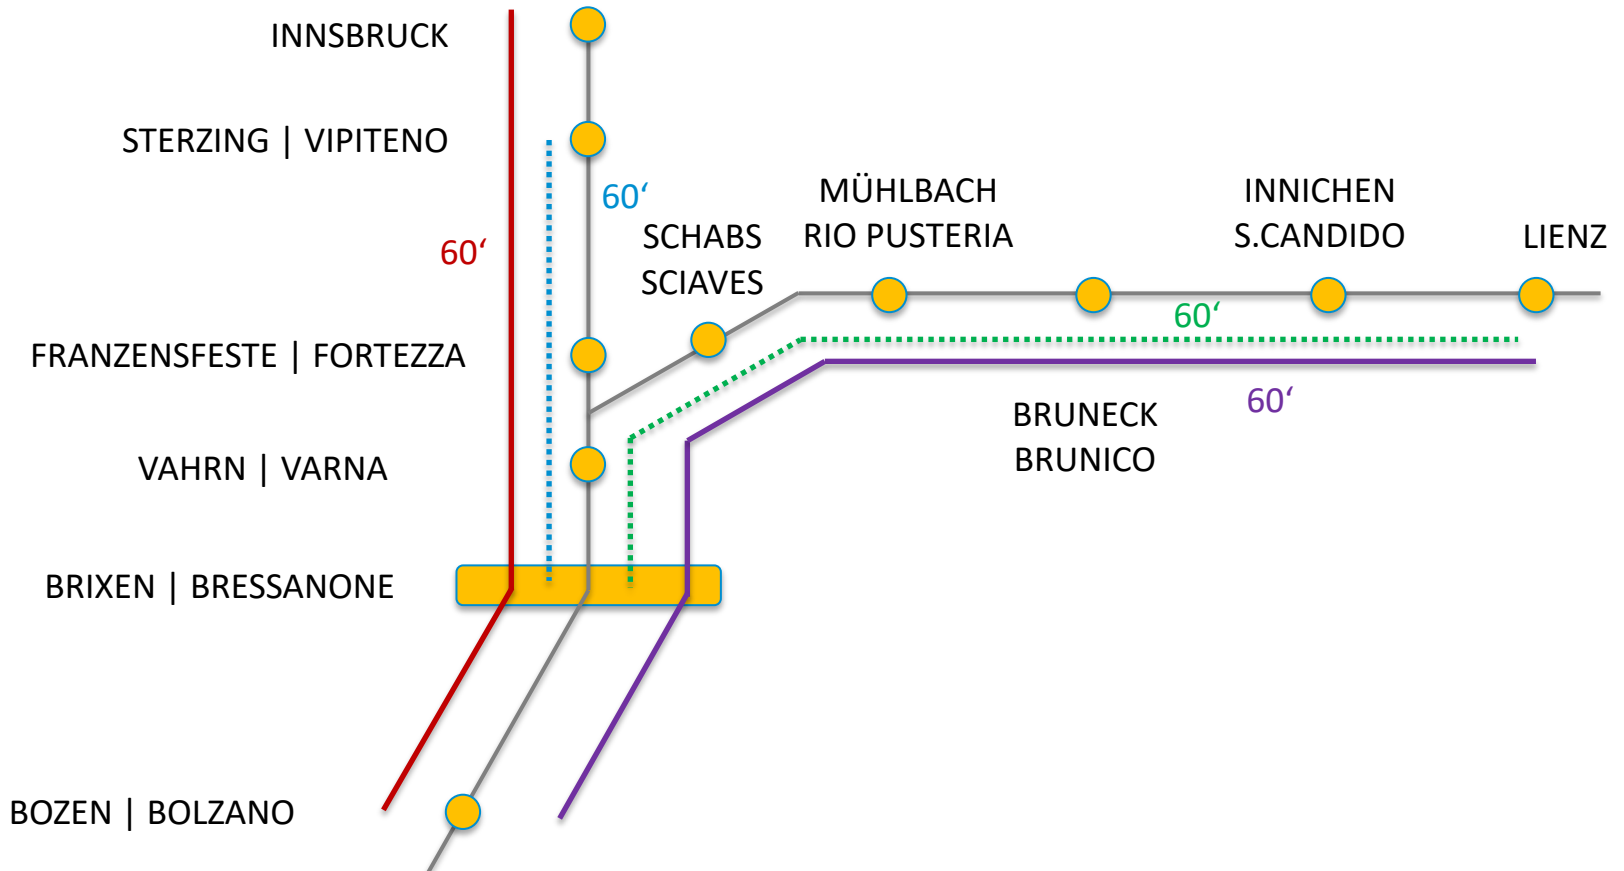 INNSBRUCK
STERZING | VIPITENO
60‘
MÜHLBACH
RIO PUSTERIA
INNICHEN
S.CANDIDO
LIENZ
SCHABS
SCIAVES
60‘
60‘
FRANZENSFESTE | FORTEZZA
60‘
BRUNECK
BRUNICO
VAHRN | VARNA
BRIXEN | BRESSANONE
BOZEN | BOLZANO